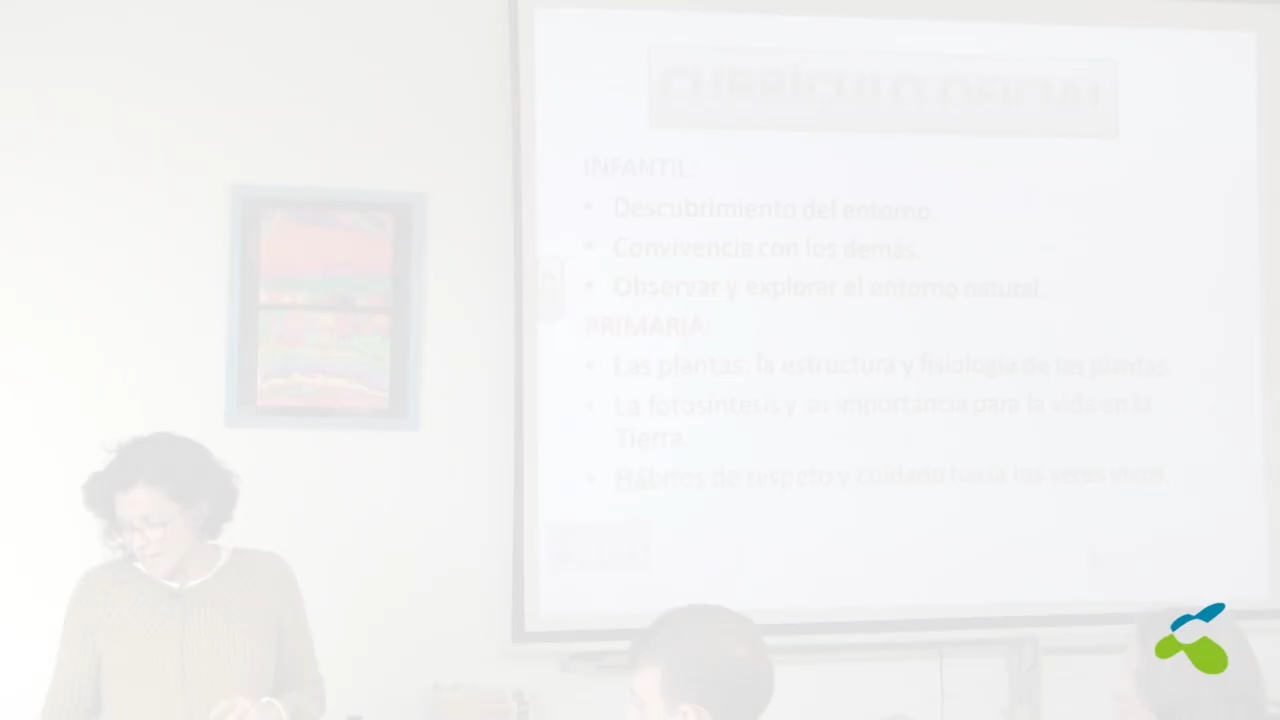 CURRÍCULO OFICIAL
INFANTIL:
• Descubrimiento del entorno.
• Convivencia con los demás.
• Observar y explorar el entorno natural.
PRIMARIA:
• Las plantas: la estructura y fisiología de las plantas.
• La fotosíntesis y su importancia para la vida en la
Tierra.
• Hábitos de respeto y cuidado hacia los seres vivos.